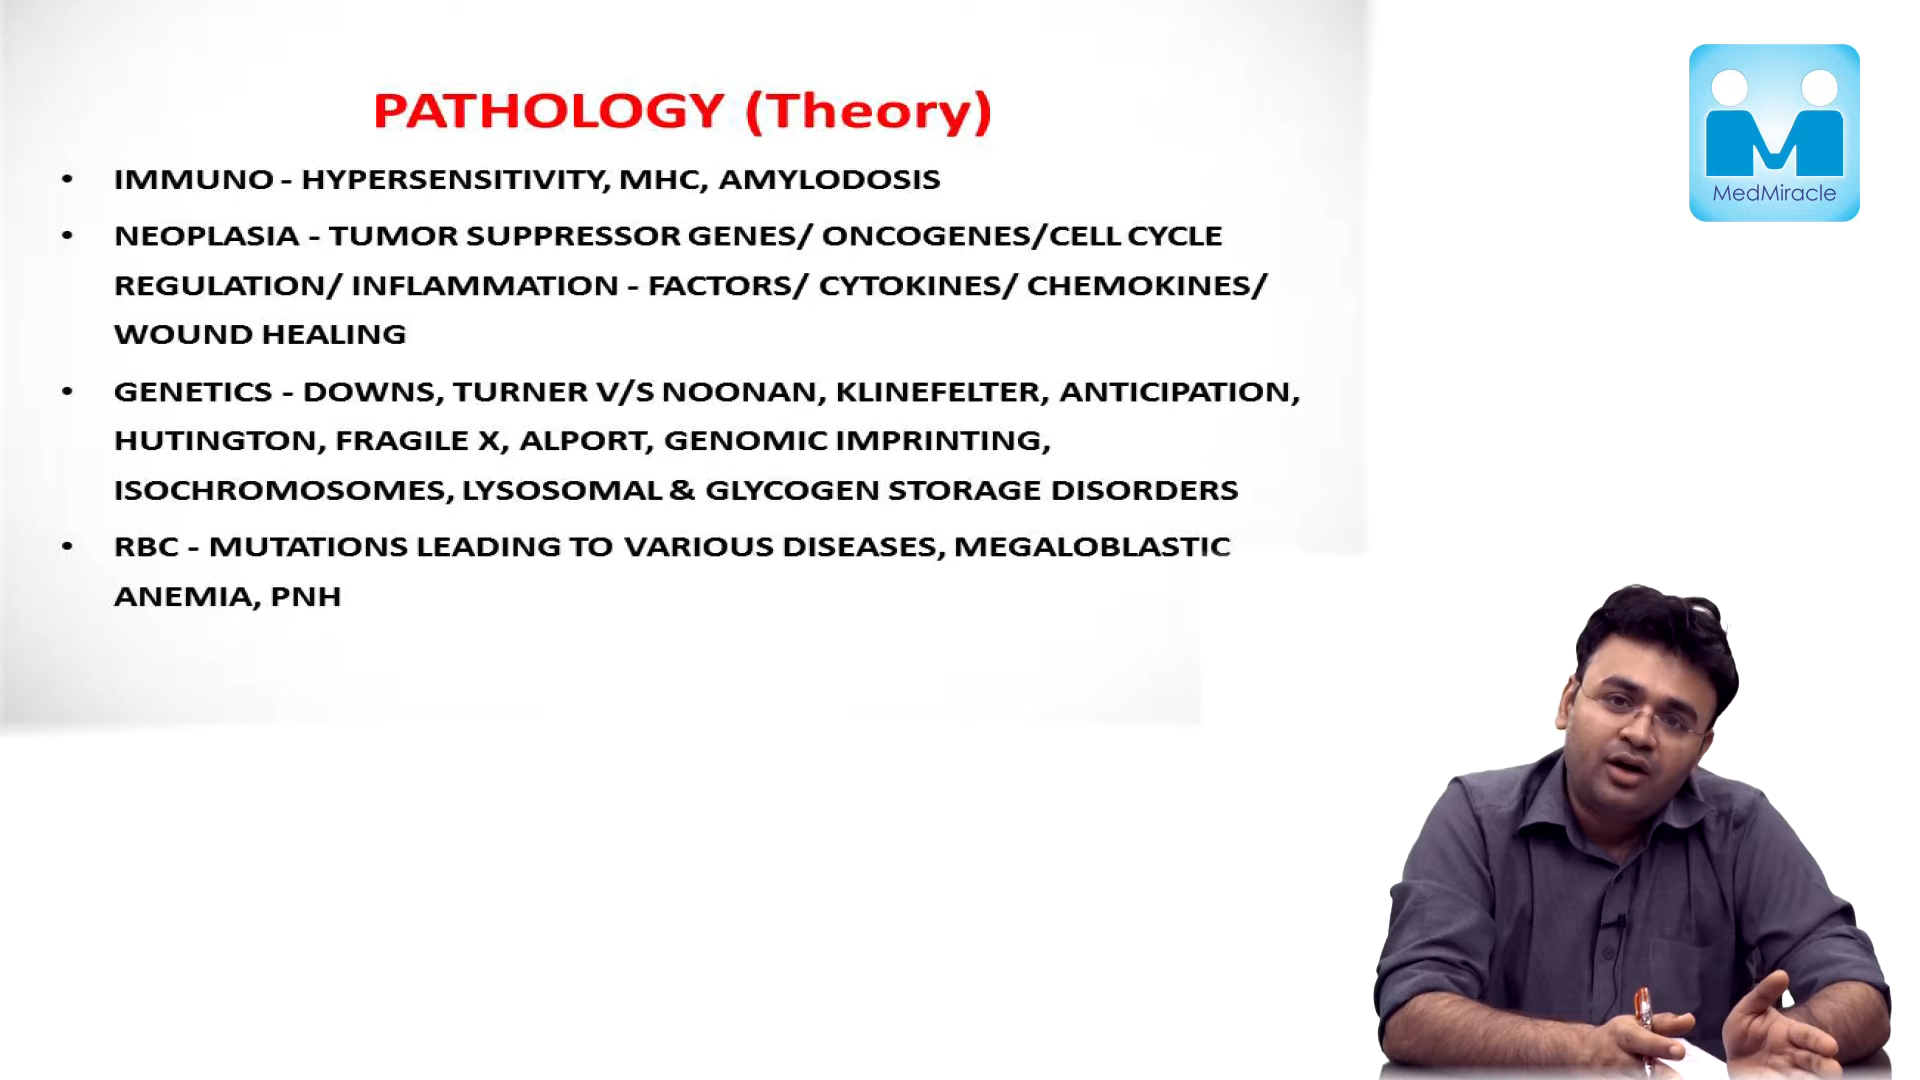 PATHOLOGY (Theory)
• IMMUNO - HYPERSENSITIVITY, MHC, AMYLODOSIS
• NEOPLASIA - TUMOR SUPPRESSOR GENES/ ONCOGENES/CELL CYCLE
REGULATION/ INFLAMMATION - FACTORS/ CYTOKINES/ CHEMOKINES/
WOUND HEALING
• GENETICS - DOWNS, TURNER V/S NOONAN, KLINEFELTER, ANTICIPATION,
HUTINGTON, FRAGILE X, ALPORT, GENOMIC IMPRINTING,
ISOCHROMOSOMES, LYSOSOMAL & GLYCOGEN STORAGE DISORDERS
• RBC - MUTATIONS LEADING TO VARIOUS DISEASES, MEGALOBLASTIC
ANEMIA, PNH
M
MedMiracle